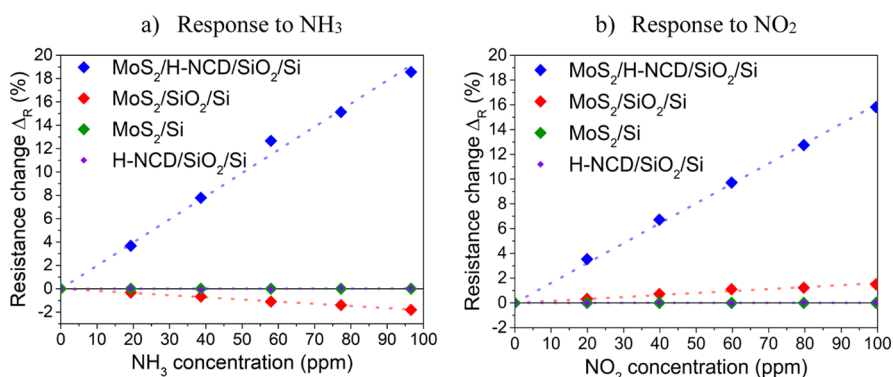 a) Response to NH₃
20
18
16
14
12
10
8
6
4
2
0
-2
Resistance change Δ_R (%)
MoS₂/H-NCD/SiO₂/Si
MoS₂/SiO₂/Si
MoS₂/Si
H-NCD/SiO₂/Si
0 10 20 30 40 50 60 70 80 90 100
NH₃ concentration (ppm)
b) Response to NO₂
20
18
16
14
12
10
8
6
4
2
0
2
Resistance change Δ_R (%)
MoS₂/H-NCD/SiO₂/Si
MoS₂/SiO₂/Si
MoS₂/Si
H-NCD/SiO₂/Si
0 10 20 30 40 50 60 70 80 90 100
NO₂ concentration (ppm)